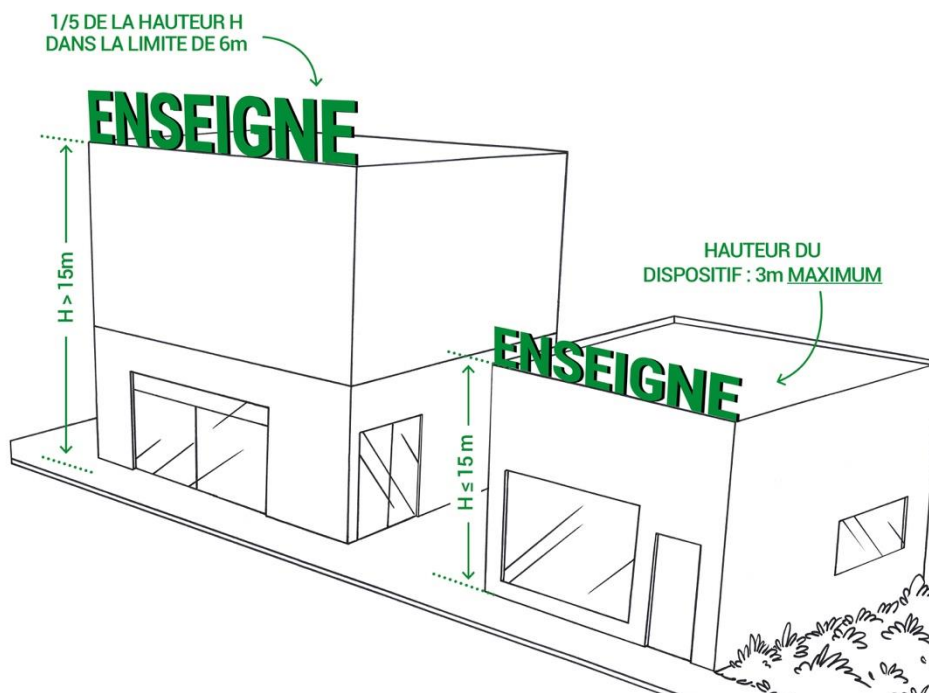 1/5 DE LA HAUTEUR H
DANS LA LIMITE DE 6m
ENSEIGNE
H > 15m
HAUTEUR DU
DISPOSITIF : 3m MAXIMUM
ENSEIGNE
H ≤ 15 m